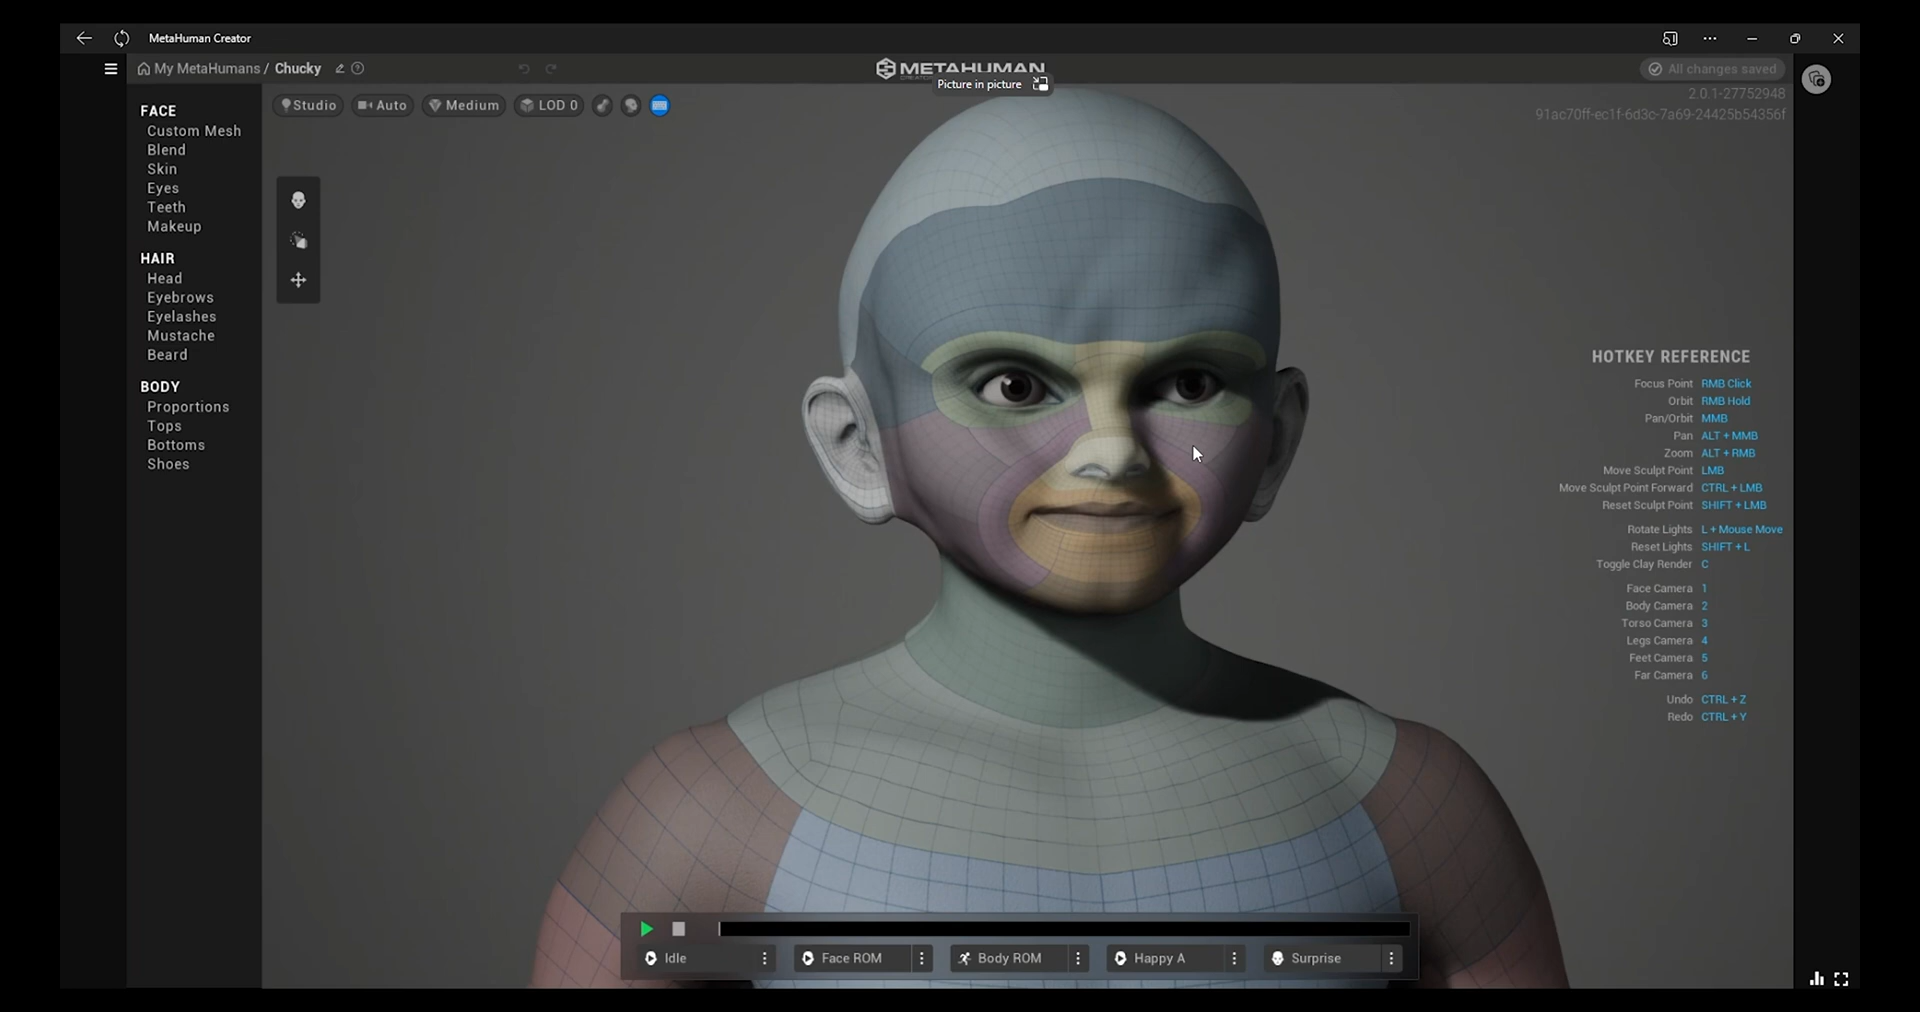 MetaHuman Creator
My MetaHumans / Chucky
METAHUMAN
All changes saved
Picture in picture
2.0.1-27752948
91ac70ff-ec1f-6d3c-7a69-24425b54356f
Studio
Auto
Medium
LOD 0
FACE
Custom Mesh
Blend
Skin
Eyes
Teeth
Makeup
HAIR
Head
Eyebrows
Eyelashes
Mustache
Beard
BODY
Proportions
Tops
Bottoms
Shoes
HOTKEY REFERENCE
Focus Point RMB Click
Orbit RMB Hold
Pan/Orbit MMB
Pan ALT + MMB
Zoom ALT + RMB
Move Sculpt Point LMB
Move Sculpt Point Forward CTRL + LMB
Reset Sculpt Point SHIFT + LMB
Rotate Lights L + Mouse Move
Reset Lights SHIFT + L
Toggle Clay Render C
Face Camera 1
Body Camera 2
Torso Camera 3
Legs Camera 4
Feet Camera 5
Far Camera 6
Undo CTRL + Z
Redo CTRL + Y
Idle
Face ROM
Body ROM
Happy A
Surprise